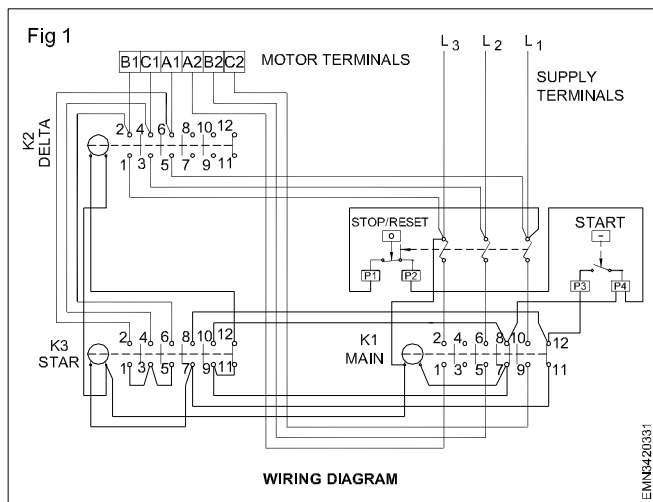 Fig 1
L3 L2 L1
B1 C1 A1 A2 B2 C2 MOTOR TERMINALS
SUPPLY
TERMINALS
K2
DELTA
2 4 6 8 10 12
1 3 5 7 9 11
STOP/RESET
START
O
-
P1 P2 P3 P4
K3
STAR
2 4 6 8 10 12
1 3 5 7 9 11
K1
MAIN
2 4 6 8 10 12
1 3 5 7 9 11
WIRING DIAGRAM
EMN3420331